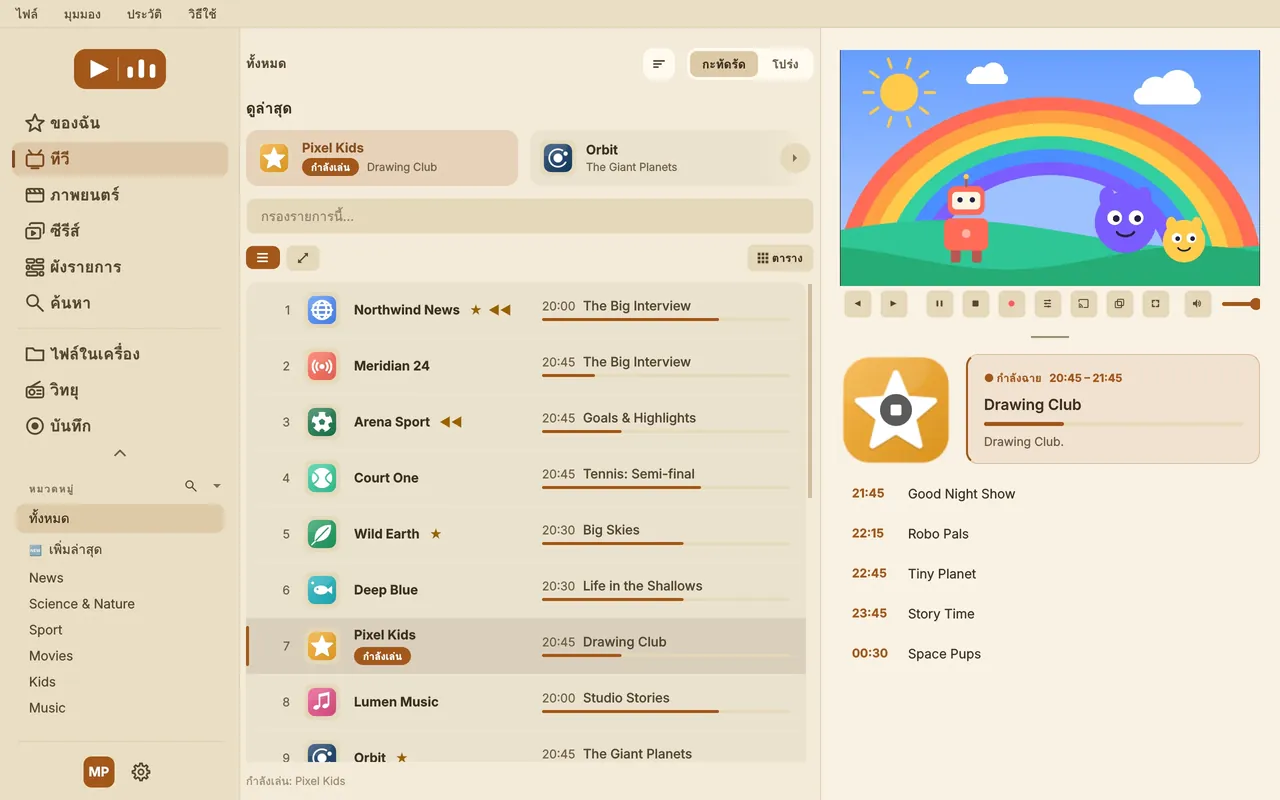 ไฟล์ มุมมอง ประวัติ วิธีใช้
ของฉัน
ทีวี
ภาพยนตร์
ซีรีส์
ผังรายการ
ค้นหา
ไฟล์ในเครื่อง
วิทยุ
บันทึก
หมวดหมู่
ทั้งหมด
NEW เพิ่มล่าสุด
News
Science & Nature
Sport
Movies
Kids
Music
MP
ทั้งหมด
กะทัดรัด โปร่ง
ดูล่าสุด
Pixel Kids
กำลังเล่น Drawing Club
Orbit
The Giant Planets
กรองรายการนี้...
ตาราง
1 Northwind News 20:00 The Big Interview
2 Meridian 24 20:45 The Big Interview
3 Arena Sport 20:45 Goals & Highlights
4 Court One 20:45 Tennis: Semi-final
5 Wild Earth 20:30 Big Skies
6 Deep Blue 20:30 Life in the Shallows
7 Pixel Kids 20:45 Drawing Club
กำลังเล่น
8 Lumen Music 20:00 Studio Stories
9 Orbit 20:45 The Giant Planets
กำลังเล่น: Pixel Kids
กำลังฉาย 20:45 – 21:45
Drawing Club
Drawing Club.
21:45 Good Night Show
22:15 Robo Pals
22:45 Tiny Planet
23:45 Story Time
00:30 Space Pups